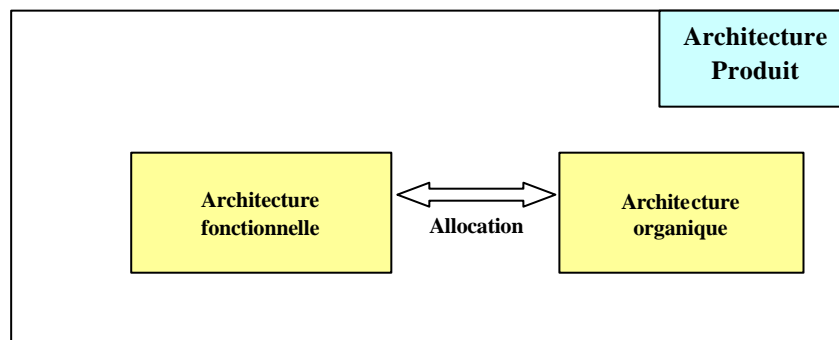 Architecture
Produit
Architecture
fonctionnelle
Allocation
Architecture
organique